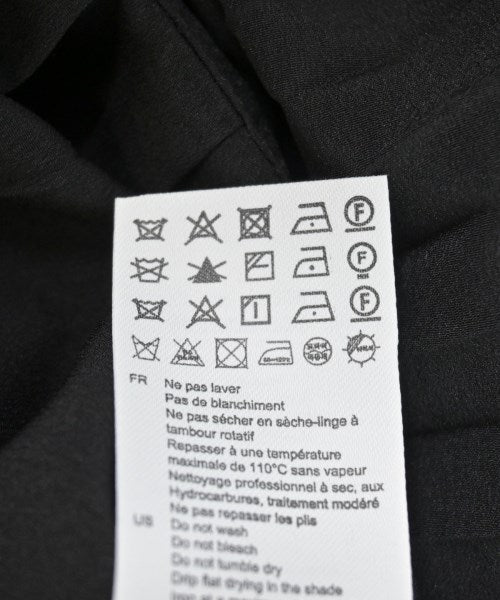 F
F
F
FR
Ne pas laver
Pas de blanchiment
Ne pas sécher en sèche-linge à
tambour rotatif
Repasser à une température
maximale de 110°C sans vapeur
Nettoyage professionnel à sec, aux
Hydrocarbures, traitement modéré
Ne pas repasser les plis
US
Do not wash
Do not bleach
Do not tumble dry
Drip flat drying in the shade